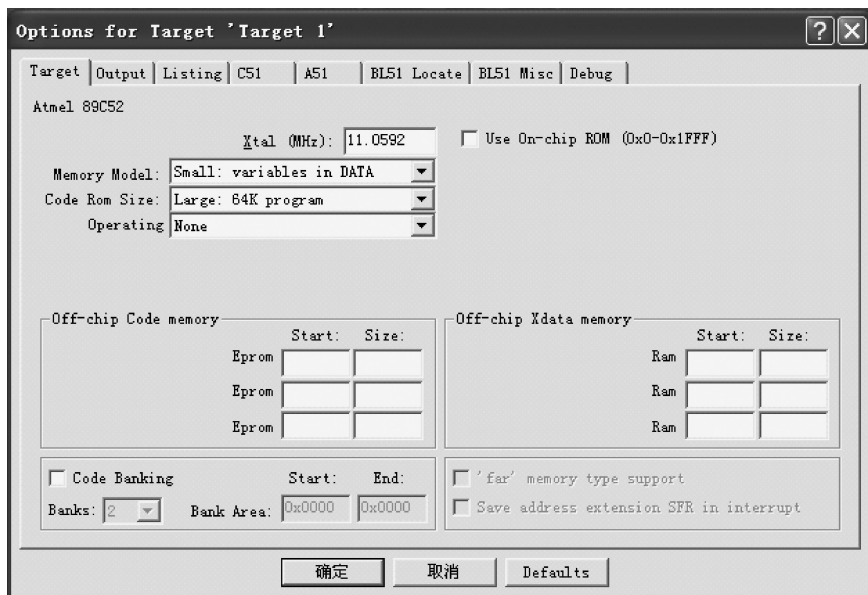 Options for Target 'Target 1'
Target Output Listing C51 A51 BL51 Locate BL51 Misc Debug
Atmel 89C52
Xtal (MHz): 11.0592 Use On-chip ROM (0x0-0x1FFF)
Memory Model: Small: variables in DATA
Code Rom Size: Large: 64K program
Operating None
Off-chip Code memory Off-chip Xdata memory
Start: Size: Start: Size:
Eprom Ram
Eprom Ram
Eprom Ram
Code Banking Start: End: 'far' memory type support
Banks: 2 Bank Area: 0x0000 0x0000 Save address extension SFR in interrupt
确定 取消 Defaults